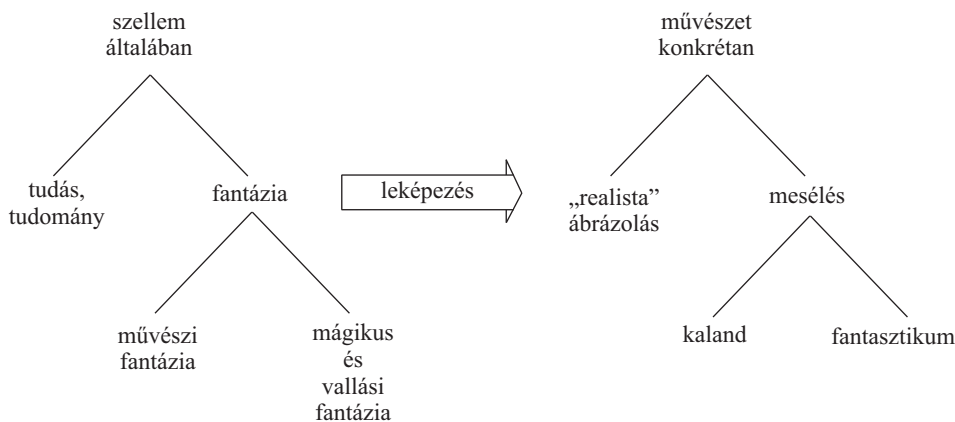 szellem
általában
tudás,
tudomány
fantázia
művészi
fantázia
mágikus
és
vallási
fantázia
leképezés
művészet
konkrétan
„realista”
ábrázolás
mesélés
kaland
fantasztikum